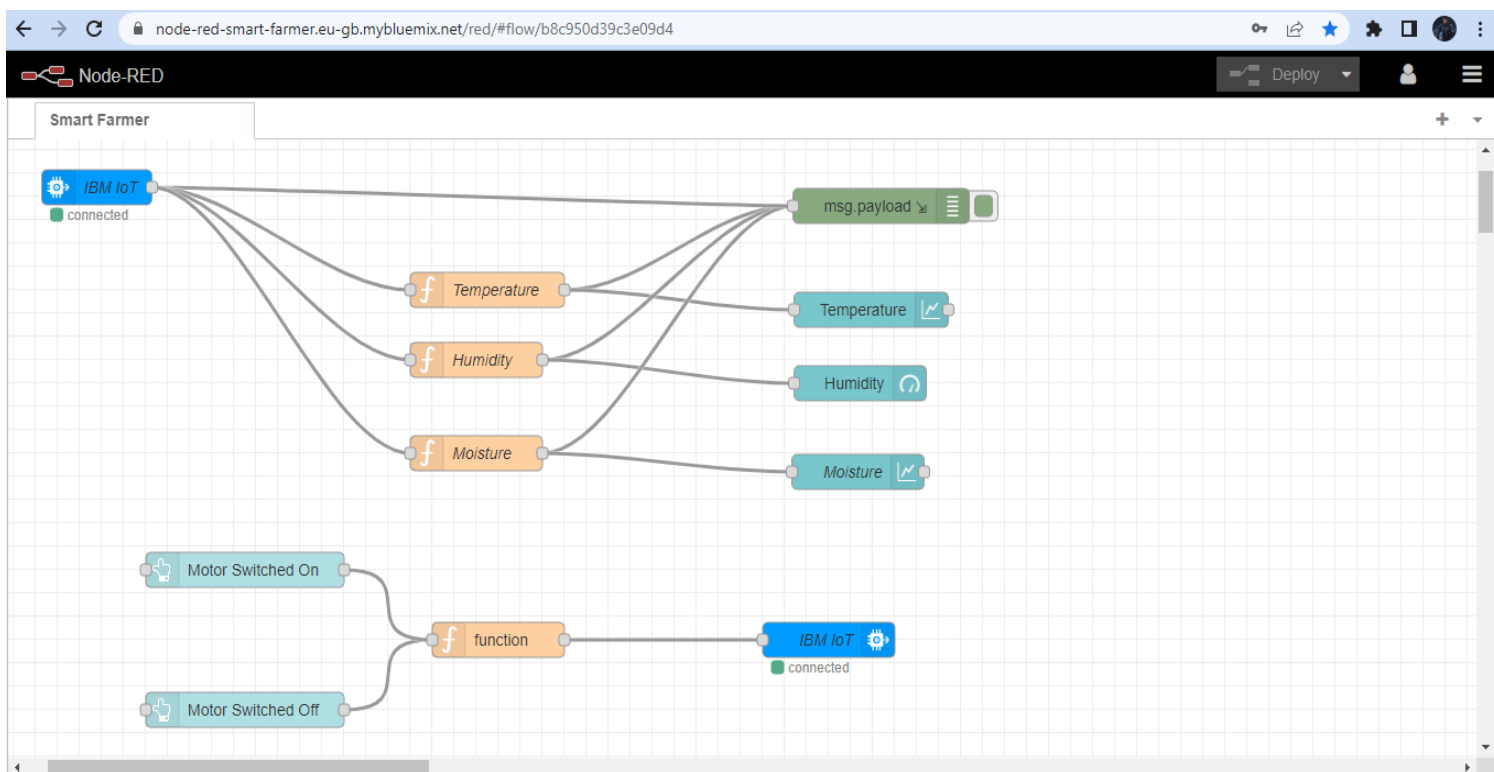 node-red-smart-farmer.eu-gb.mybluemix.net/red/#flow/b8c950d39c3e09d4
Node-RED
Deploy
Smart Farmer
IBM IoT
connected
msg.payload
Temperature
Temperature
Humidity
Humidity
Moisture
Moisture
Motor Switched On
function
IBM IoT
connected
Motor Switched Off